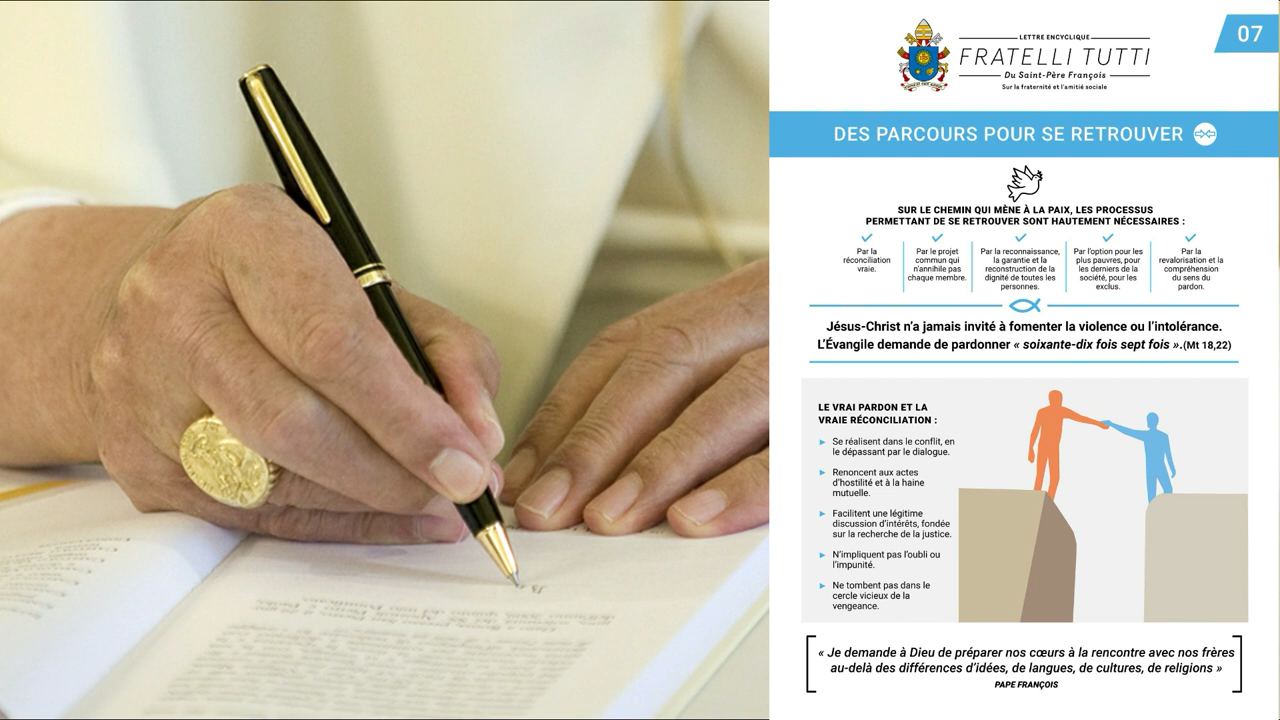 LETTRE ENCYCLIQUE
FRATELLI TUTTI
Du Saint-Père François
Sur la fraternité et l'amitié sociale
07
DES PARCOURS POUR SE RETROUVER
SUR LE CHEMIN QUI MÈNE À LA PAIX, LES PROCESSUS
PERMETTANT DE SE RETROUVER SONT HAUTEMENT NÉCESSAIRES :
Par la
réconciliation
vraie.
Par le projet
commun qui
n'annihile pas
chaque membre.
Par la reconnaissance,
la garantie et la
reconstruction de la
dignité de toutes les
personnes.
Par l'option pour les
plus pauvres, pour
les derniers de la
société, pour les
exclus.
Par la
revalorisation et la
compréhension
du sens du
pardon.
Jésus-Christ n'a jamais invité à fomenter la violence ou l'intolérance.
L'Évangile demande de pardonner « soixante-dix fois sept fois ».(Mt 18,22)
LE VRAI PARDON ET LA
VRAIE RÉCONCILIATION :
Se réalisent dans le conflit, en
le dépassant par le dialogue.
Renoncent aux actes
d'hostilité et à la haine
mutuelle.
Facilitent une légitime
discussion d'intérêts, fondée
sur la recherche de la justice.
N'impliquent pas l'oubli ou
l'impunité.
Ne tombent pas dans le
cercle vicieux de la
vengeance.
« Je demande à Dieu de préparer nos cœurs à la rencontre avec nos frères
au-delà des différences d'idées, de langues, de cultures, de religions »
PAPE FRANÇOIS